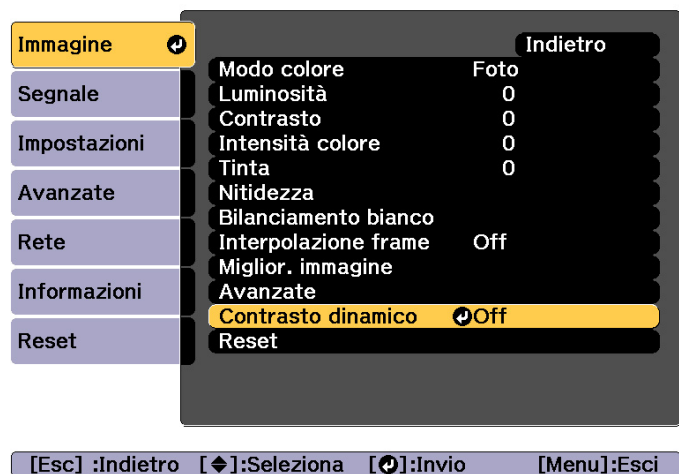 Immagine
Segnale
Impostazioni
Avanzate
Rete
Informazioni
Reset
Indietro
Modo colore Foto
Luminosità 0
Contrasto 0
Intensità colore 0
Tinta 0
Nitidezza
Bilanciamento bianco
Interpolazione frame Off
Miglior. immagine
Avanzate
Contrasto dinamico Off
Reset
[Esc] :Indietro [◆]:Seleziona [↵]:Invio [Menu]:Esci